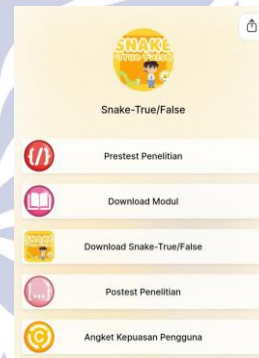 SNAKE
TRUE FALSE
Snake-True/False
Prestest Penelitian
Download Modul
SNAKE
Download Snake-True/False
Postest Penelitian
Angket Kepuasan Pengguna